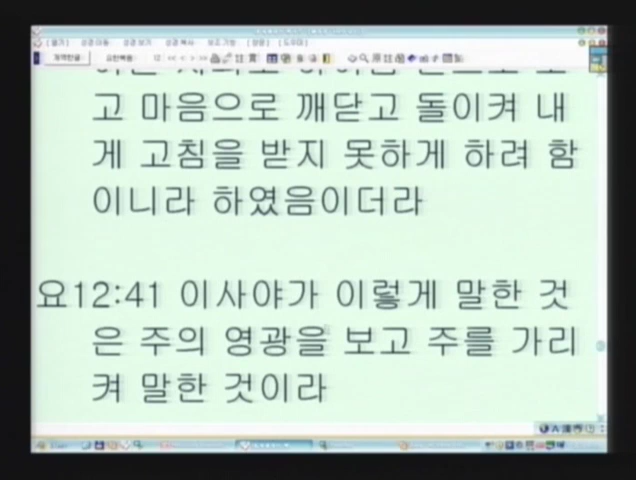 고 마음으로 깨닫고 돌이켜 내
게 고침을 받지 못하게 하려 함
이니라 하였음이더라
요12:41 이사야가 이렇게 말한 것
은 주의 영광을 보고 주를 가리
켜 말한 것이라